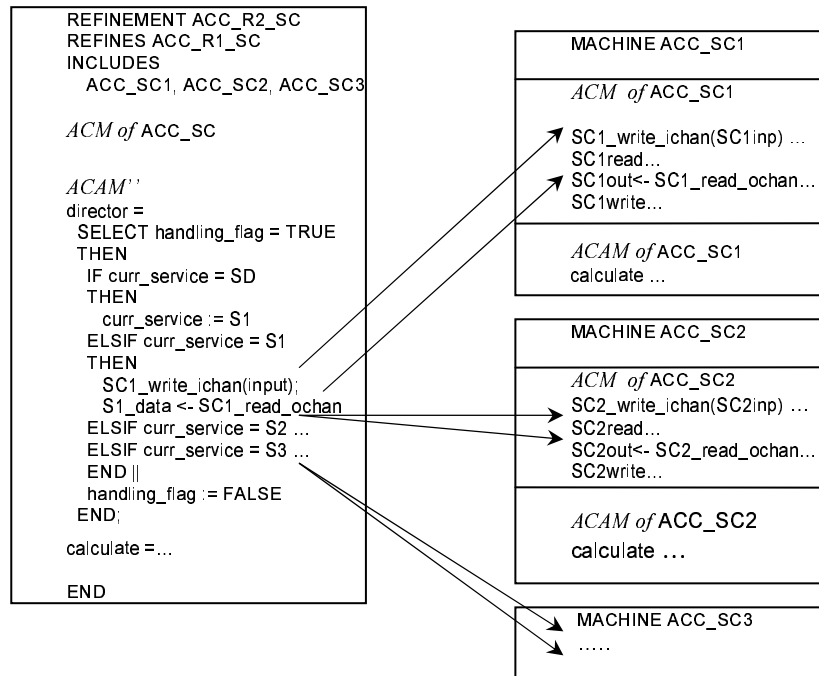 REFINEMENT ACC_R2_SC
REFINES ACC_R1_SC
INCLUDES
ACC_SC1, ACC_SC2, ACC_SC3
ACM of ACC_SC
ACAM’’
director =
SELECT handling_flag = TRUE
THEN
IF curr_service = SD
THEN
curr_service := S1
ELSIF curr_service = S1
THEN
SC1_write_ichan(input);
S1_data <- SC1_read_ochan
ELSIF curr_service = S2 ...
ELSIF curr_service = S3 ...
END ||
handling_flag := FALSE
END;
calculate =...
END
MACHINE ACC_SC1
ACM of ACC_SC1
SC1_write_ichan(SC1inp) ...
SC1read...
SC1out<- SC1_read_ochan...
SC1write...
ACAM of ACC_SC1
calculate ...
MACHINE ACC_SC2
ACM of ACC_SC2
SC2_write_ichan(SC2inp) ...
SC2read...
SC2out<- SC2_read_ochan...
SC2write...
ACAM of ACC_SC2
calculate ...
MACHINE ACC_SC3
.....